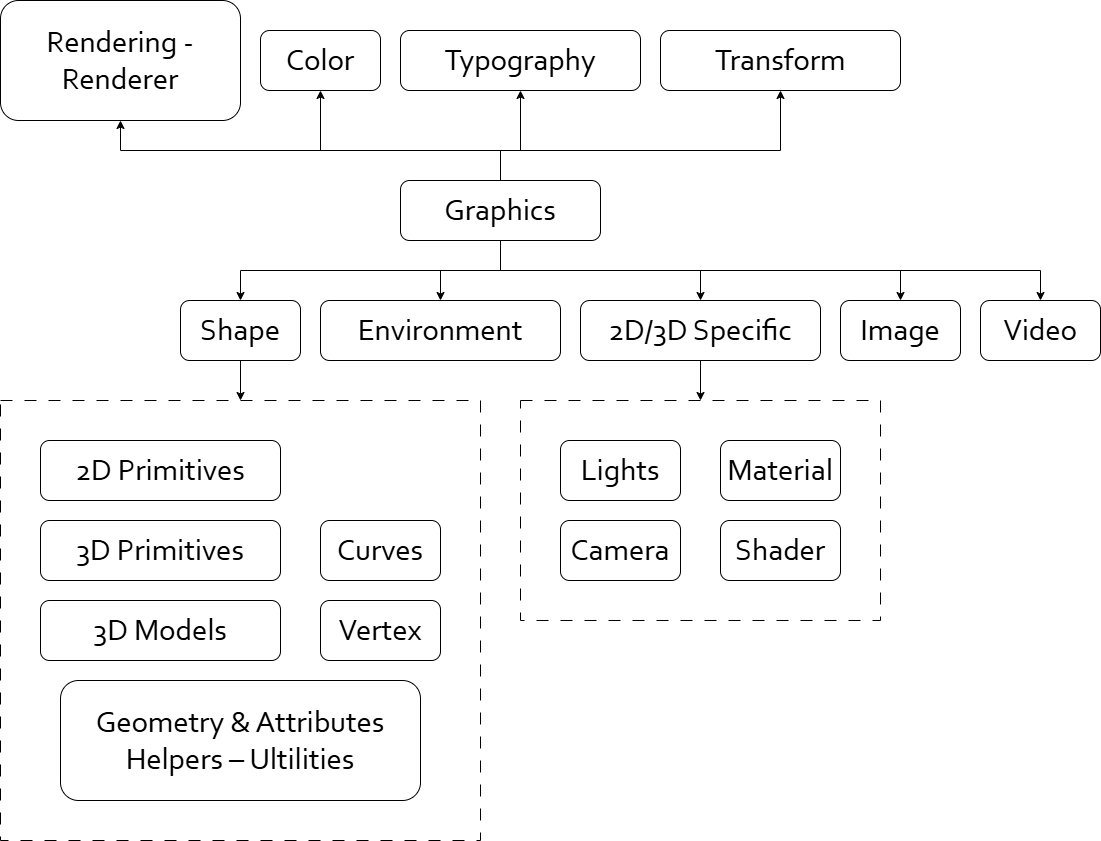 Rendering -
Renderer
Color
Typography
Transform
Graphics
Shape
Environment
2D/3D Specific
Image
Video
2D Primitives
3D Primitives
Curves
3D Models
Vertex
Geometry & Attributes
Helpers – Ultilities
Lights
Material
Camera
Shader